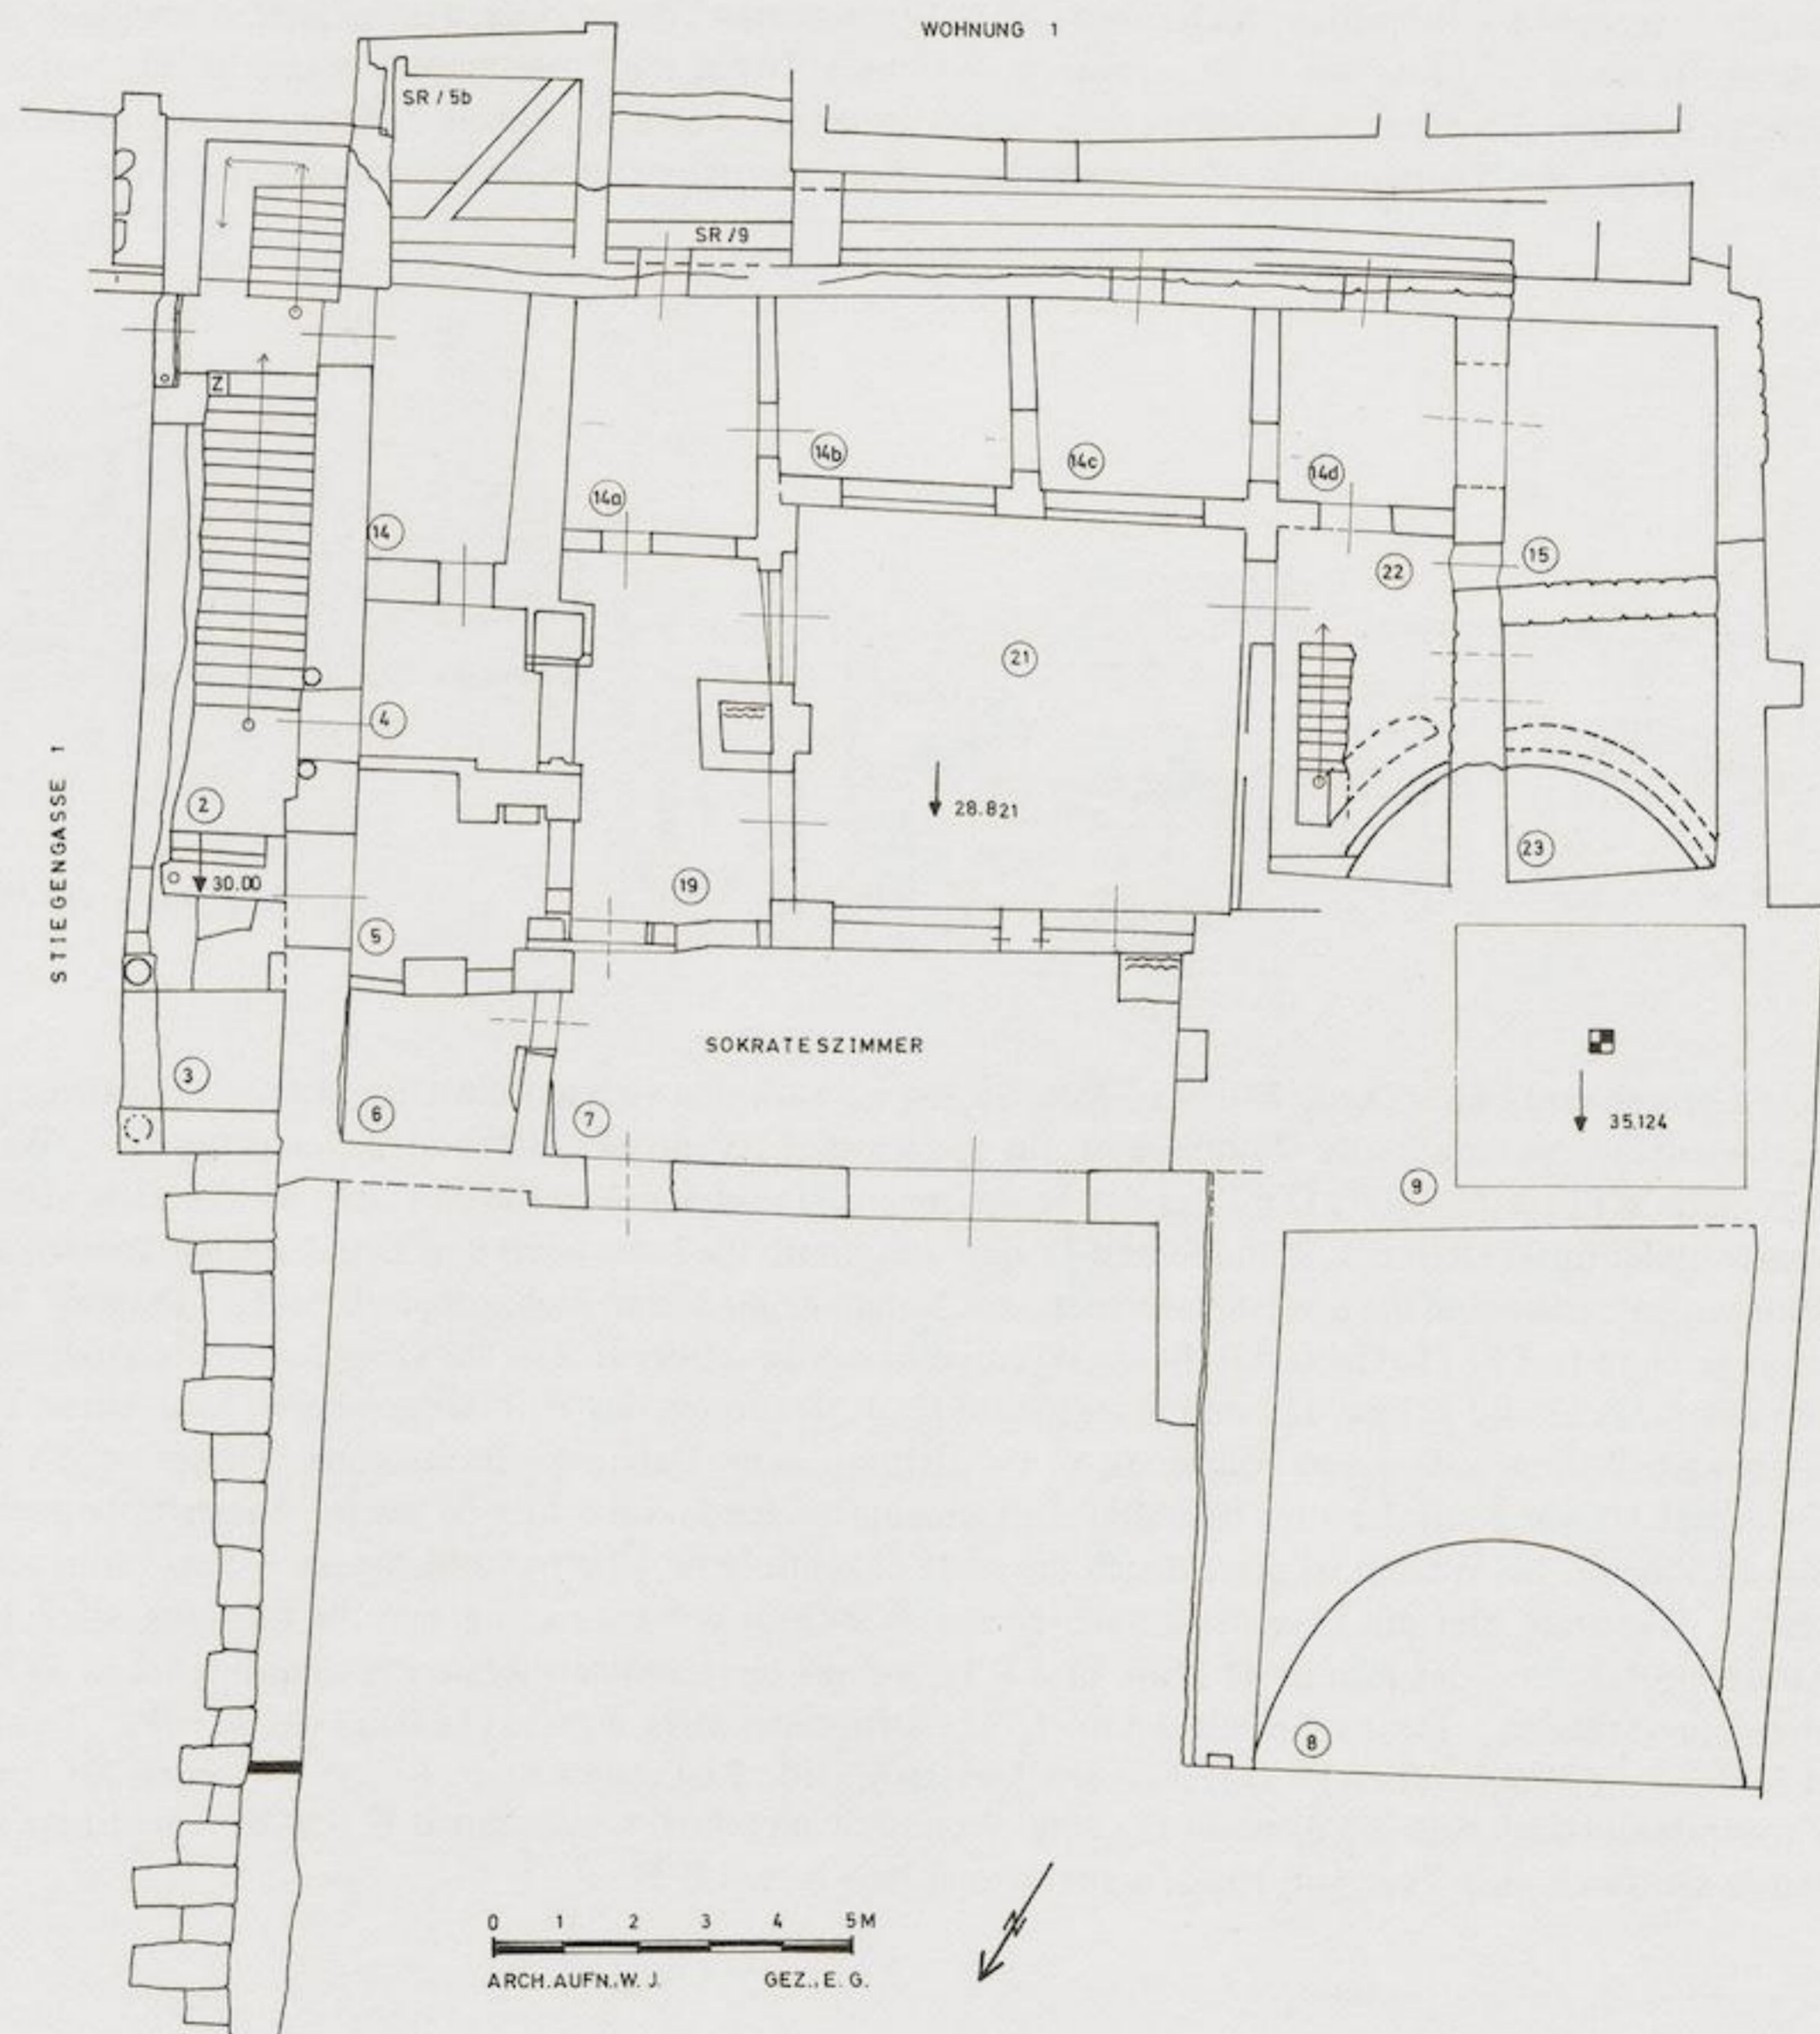 WOHNUNG 1
SR / 5b
SR / 9
Z
14b
14c
14d
14a
14
15
22
21
4
2
28.821
23
30.00
19
5
STIEGENGASSE 1
SOKRATESZIMMER
3
6
7
35.124
9
8
0 1 2 3 4 5 M
N
ARCH. AUFN., W. J. GEZ., E. G.